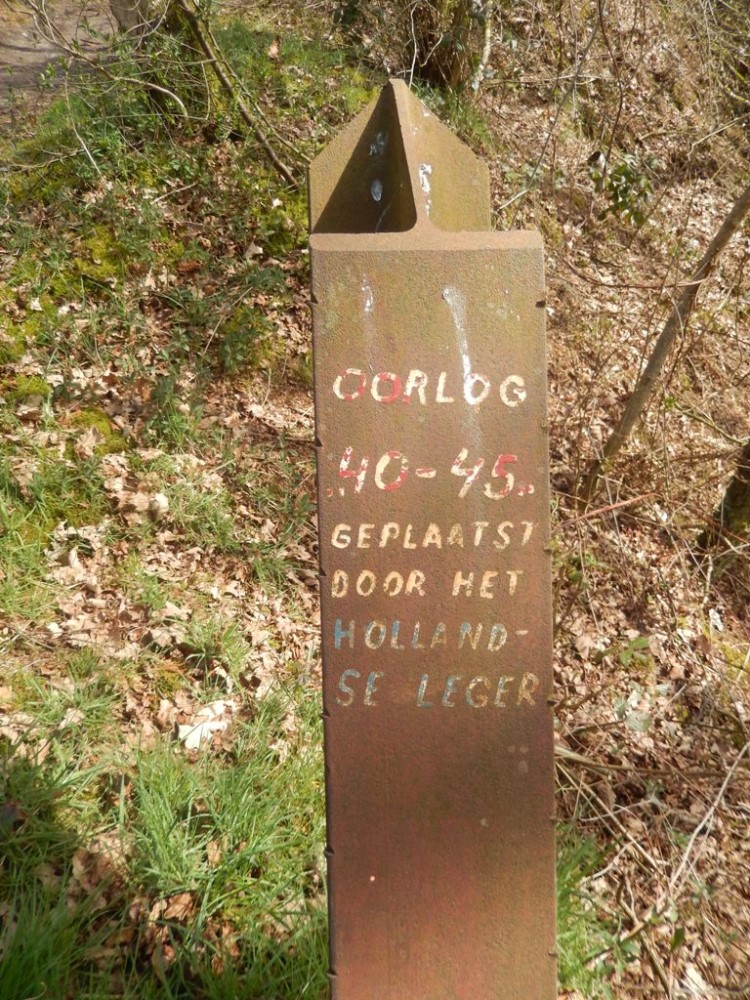 OORLOG
40-45
GEPLAATST
DOOR HET
HOLLAND-
SE LEGER